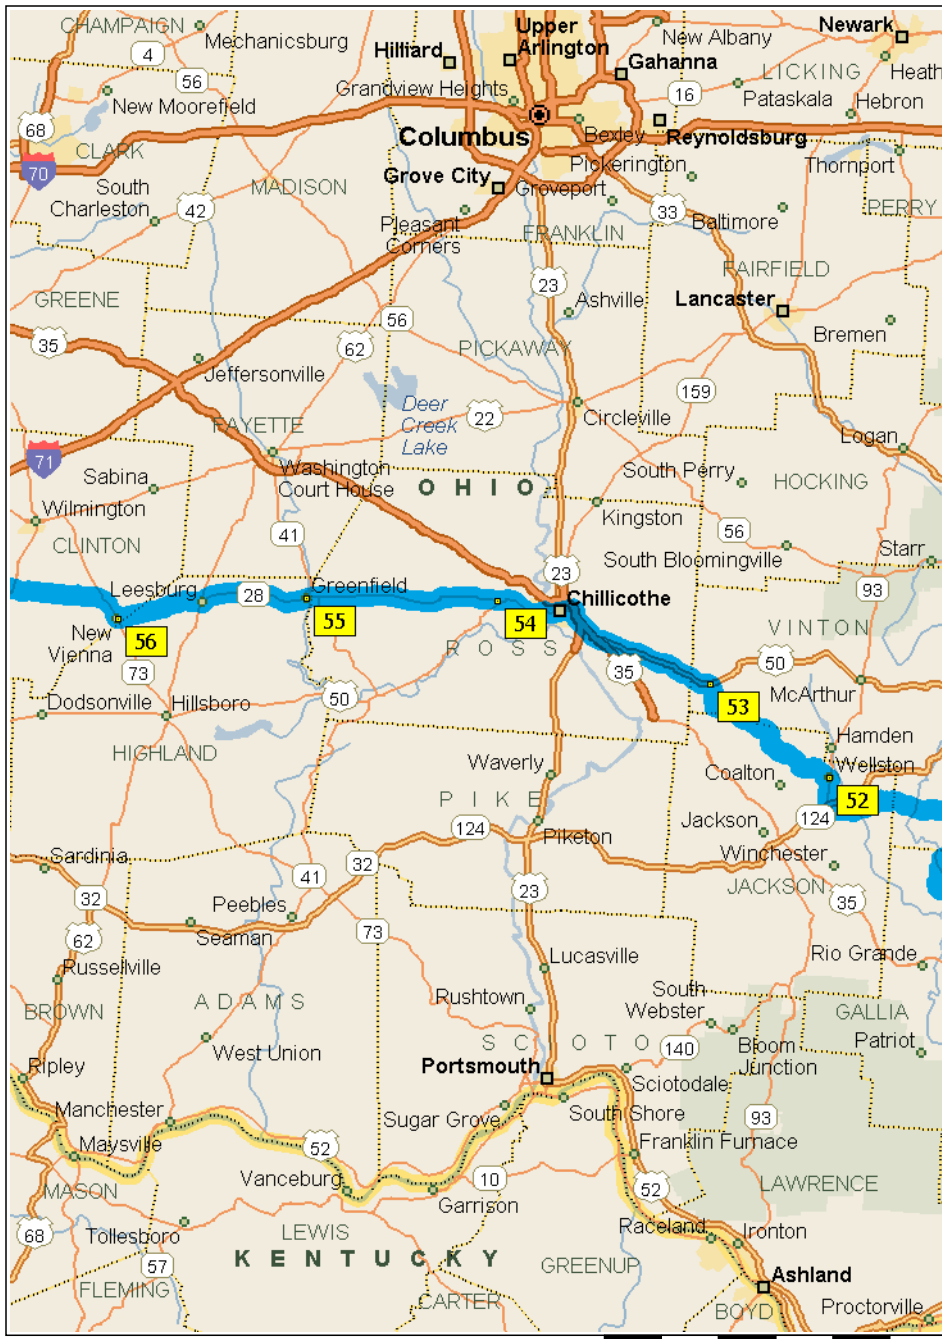 CHAMPAIGN
Mechanicsburg
Hilliard
Upper
Arlington
New Albany
Newark
4
56
Gahanna
LICKING
Heath
New Moorefield
Grandview Heights
16
Pataskala
Hebron
68
Columbus
Bexley
Reynoldsburg
CLARK
70
South
Charleston
MADISON
Grove City
Groveport
Pickerington
Thornport
42
Pleasant
Corners
FRANKLIN
33
Baltimore
PERRY
GREENE
23
Ashville
FAIRFIELD
Lancaster
35
56
62
PICKAWAY
Bremen
Jeffersonville
159
Deer
Creek
Lake
22
Circleville
FAYETTE
Logan
71
Sabina
Washington
Court House
OHIO
South Perry
HOCKING
Wilmington
Kingston
56
CLINTON
41
South Bloomingville
Starr
23
93
Leesburg
28
Greenfield
Chillicothe
55
54
56
New
Vienna
ROSS
VINTON
73
50
35
50
McArthur
Dodsonville
Hillsboro
53
HIGHLAND
Hamden
Waverly
Coalton
Wellston
52
PIKE
124
124
Piketon
Jackson
Sardinia
32
Winchester
41
23
JACKSON
32
Peebles
35
62
Seaman
73
Russellville
Lucasville
Rio Grande
BROWN
ADAMS
Rushtown
South
Webster
GALLIA
West Union
SCIOTO
140
Bloom
Junction
Patriot
Ripley
Portsmouth
Sciotodale
Manchester
Sugar Grove
South Shore
93
Maysville
52
Franklin Furnace
MASON
Vanceburg
10
52
LAWRENCE
Garrison
68
Tollesboro
LEWIS
Raceland
Ironton
KENTUCKY
57
GREENUP
Ashland
FLEMING
CARTER
BOYD
Proctorville